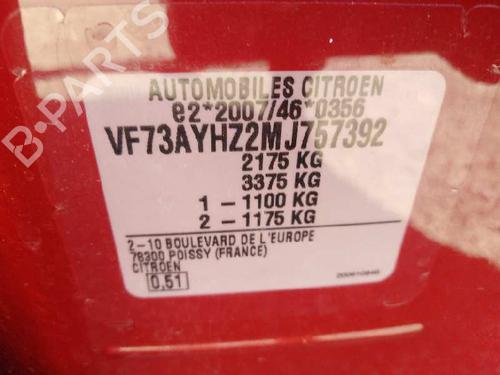 B-PARTS
AUTOMOBILES CITROEN
e2*2007/46*0356
VF73AYHZ2MJ757392
2175 KG
3375 KG
1 - 1100 KG
2 - 1175 KG
2-10 BOULEVARD DE L'EUROPE
78300 POISSY (FRANCE)
CITROEN
0.51